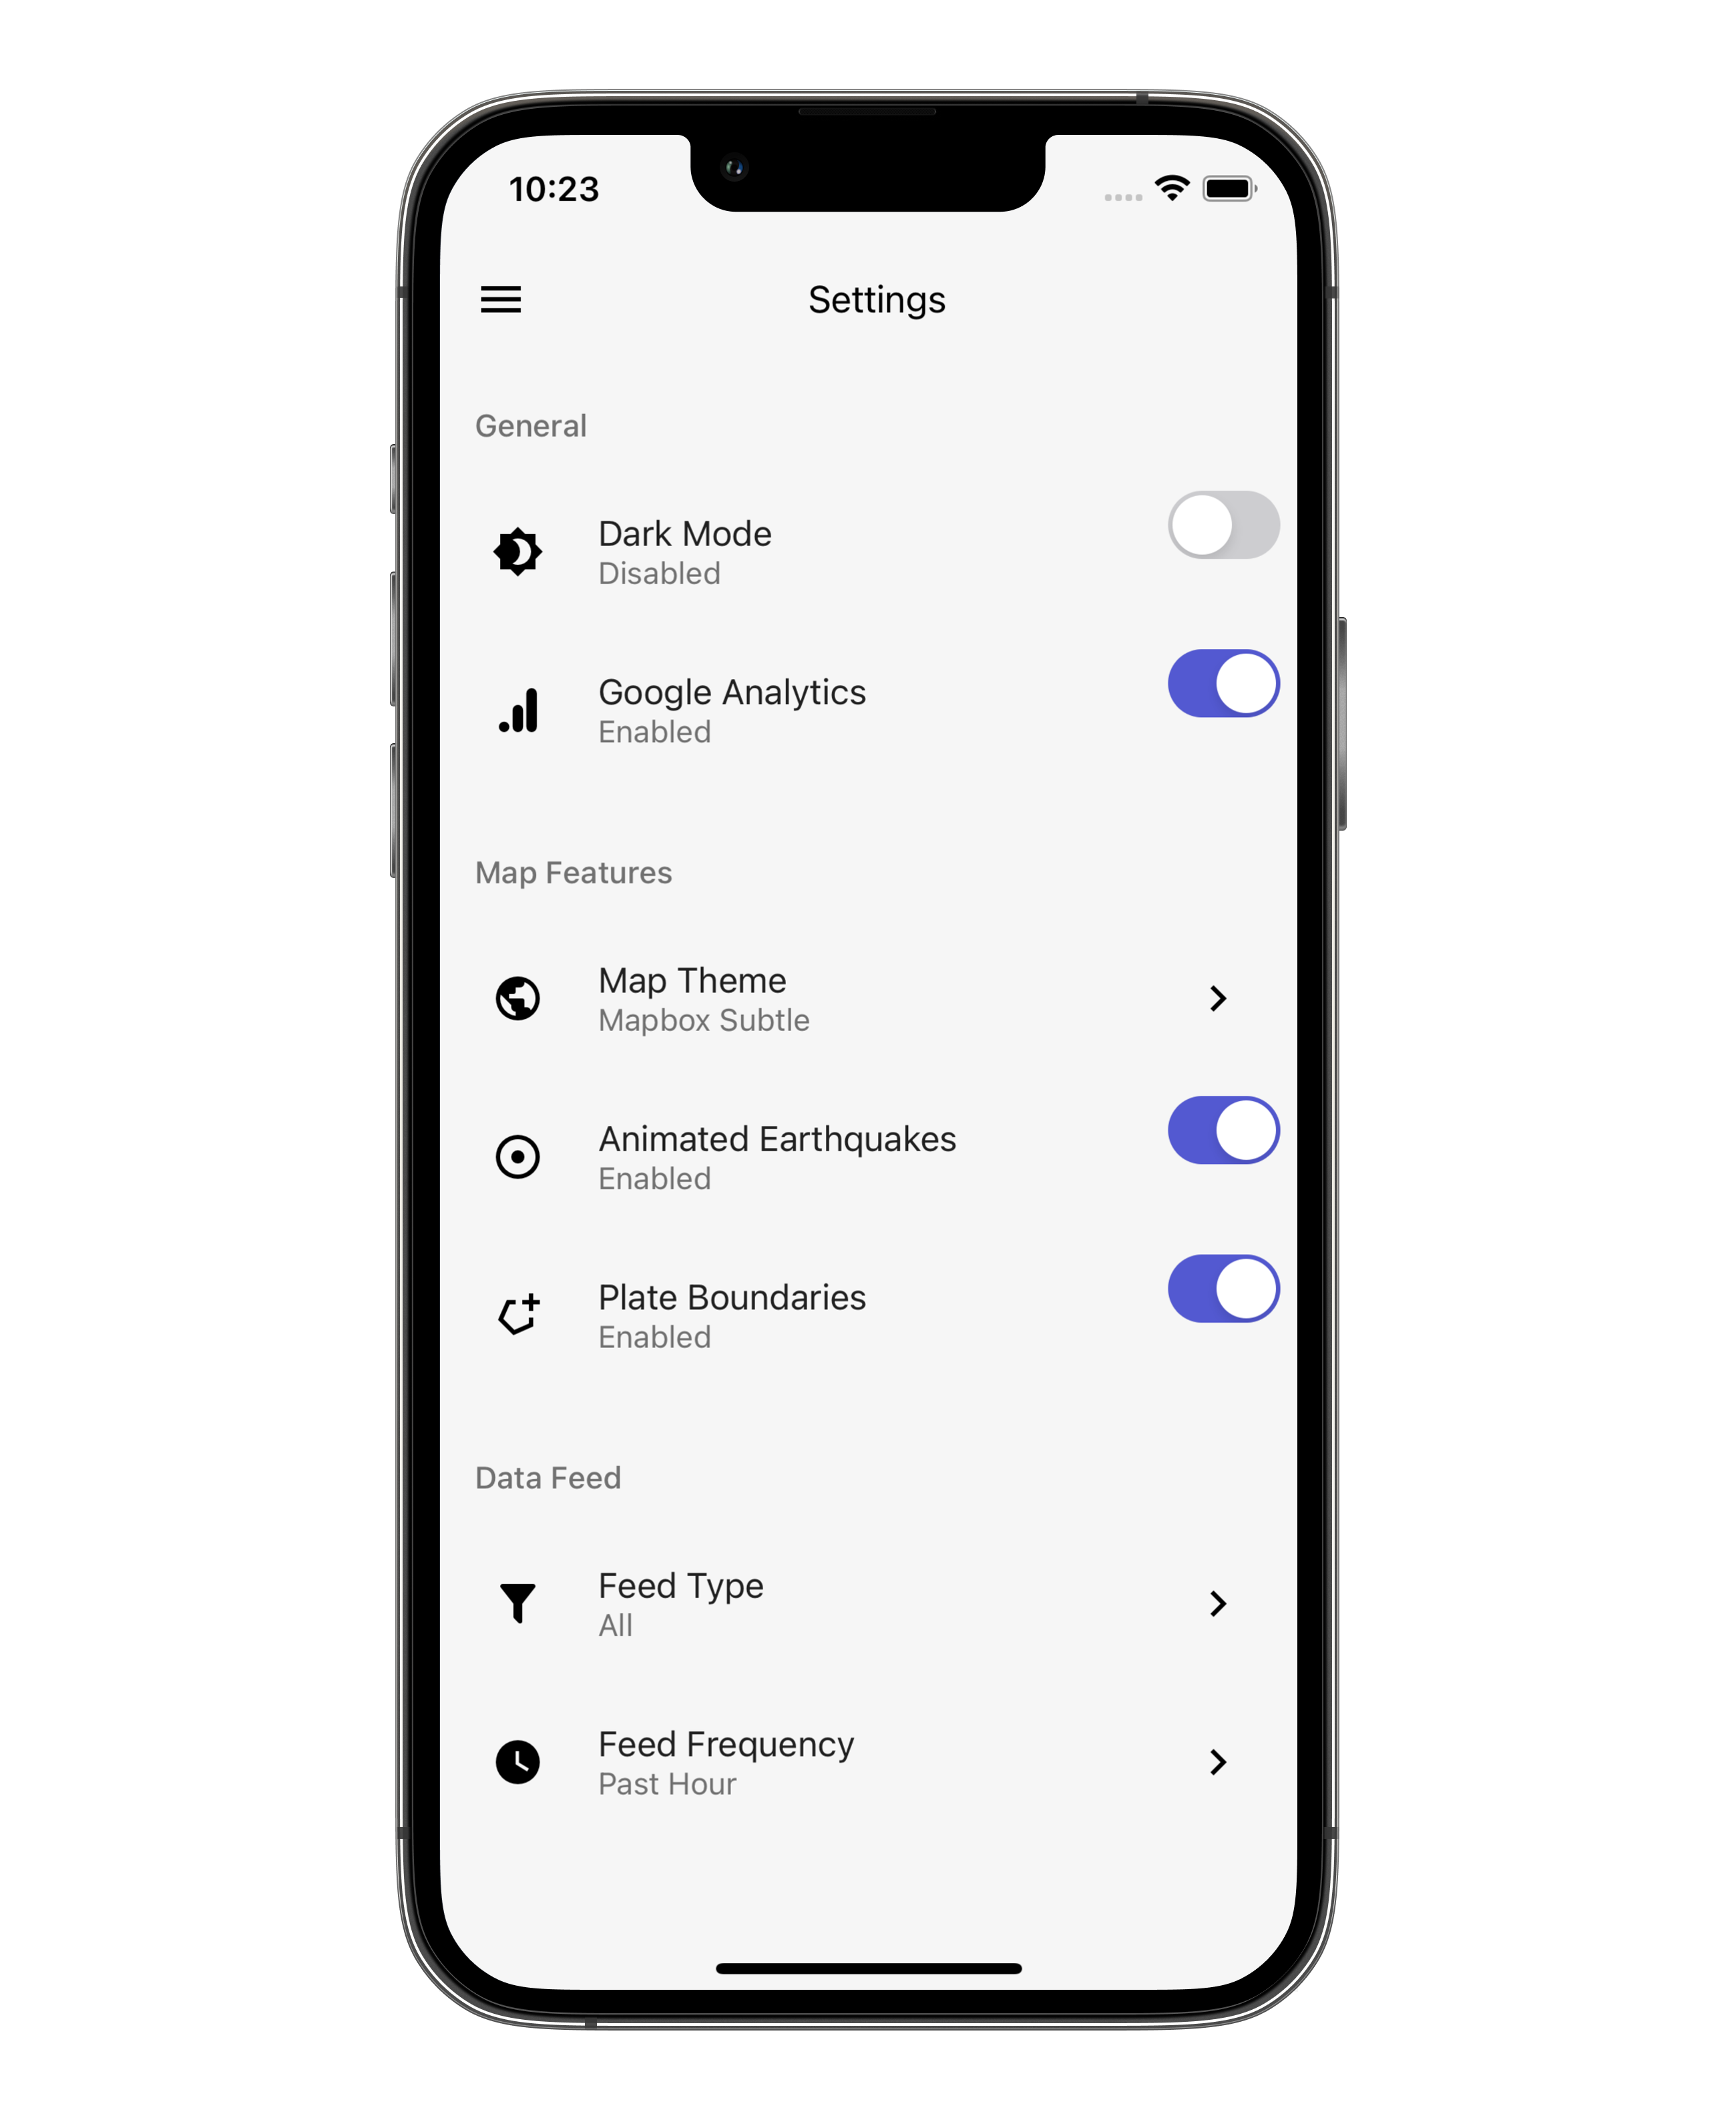 10:23
Settings
General
Dark Mode
Disabled
Google Analytics
Enabled
Map Features
Map Theme
Mapbox Subtle
Animated Earthquakes
Enabled
Plate Boundaries
Enabled
Data Feed
Feed Type
All
Feed Frequency
Past Hour